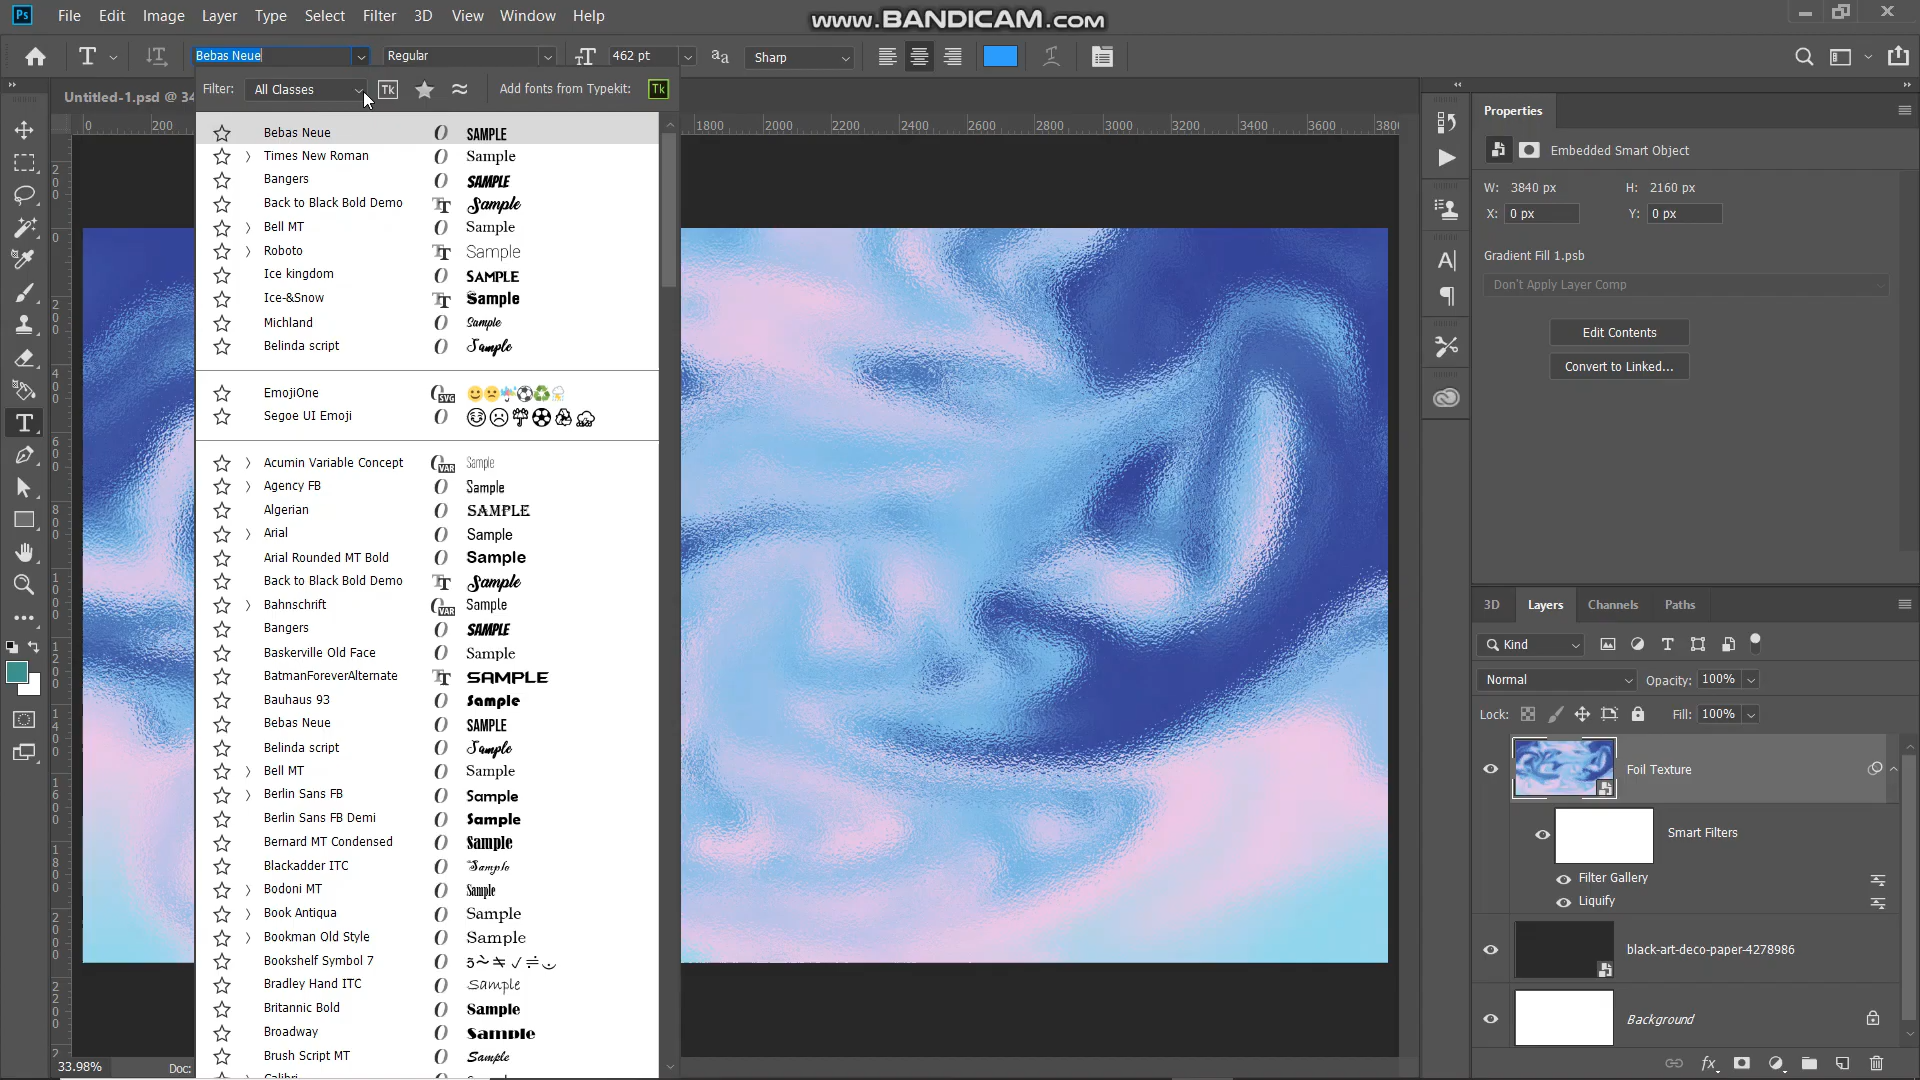 Ps File Edit Image Layer Type Select Filter 3D View Window Help
www.BANDICAM.com
T Bebas Neue Regular 462 pt Sharp
Filter: All Classes Tk Add fonts from Typekit: Tk
Untitled-1.psd @ 34
0 200 1800 2000 2200 2400 2600 2800 3000 3200 3400 3600 3800
Bebas Neue SAMPLE
Times New Roman Sample
Bangers SAMPLE
Back to Black Bold Demo Sample
Bell MT Sample
Roboto Sample
Ice kingdom SAMPLE
Ice-&Snow Sample
Michland Sample
Belinda script Sample
EmojiOne
Segoe UI Emoji
Acumin Variable Concept Sample
Agency FB Sample
Algerian SAMPLE
Arial Sample
Arial Rounded MT Bold Sample
Back to Black Bold Demo Sample
Bahnschrift Sample
Bangers SAMPLE
Baskerville Old Face Sample
BatmanForeverAlternate SAMPLE
Bauhaus 93 Sample
Bebas Neue SAMPLE
Belinda script Sample
Bell MT Sample
Berlin Sans FB Sample
Berlin Sans FB Demi Sample
Bernard MT Condensed Sample
Blackadder ITC Sample
Bodoni MT Sample
Book Antiqua Sample
Bookman Old Style Sample
Bookshelf Symbol 7
Bradley Hand ITC Sample
Britannic Bold Sample
Broadway Sample
Brush Script MT Sample
Calibri
33.98% Doc:
Properties
Embedded Smart Object
W: 3840 px H: 2160 px
X: 0 px Y: 0 px
Gradient Fill 1.psb
Don't Apply Layer Comp
Edit Contents
Convert to Linked...
3D Layers Channels Paths
Kind
Normal Opacity: 100%
Lock: Fill: 100%
Foil Texture
Smart Filters
Filter Gallery
Liquify
black-art-deco-paper-4278986
Background
fx